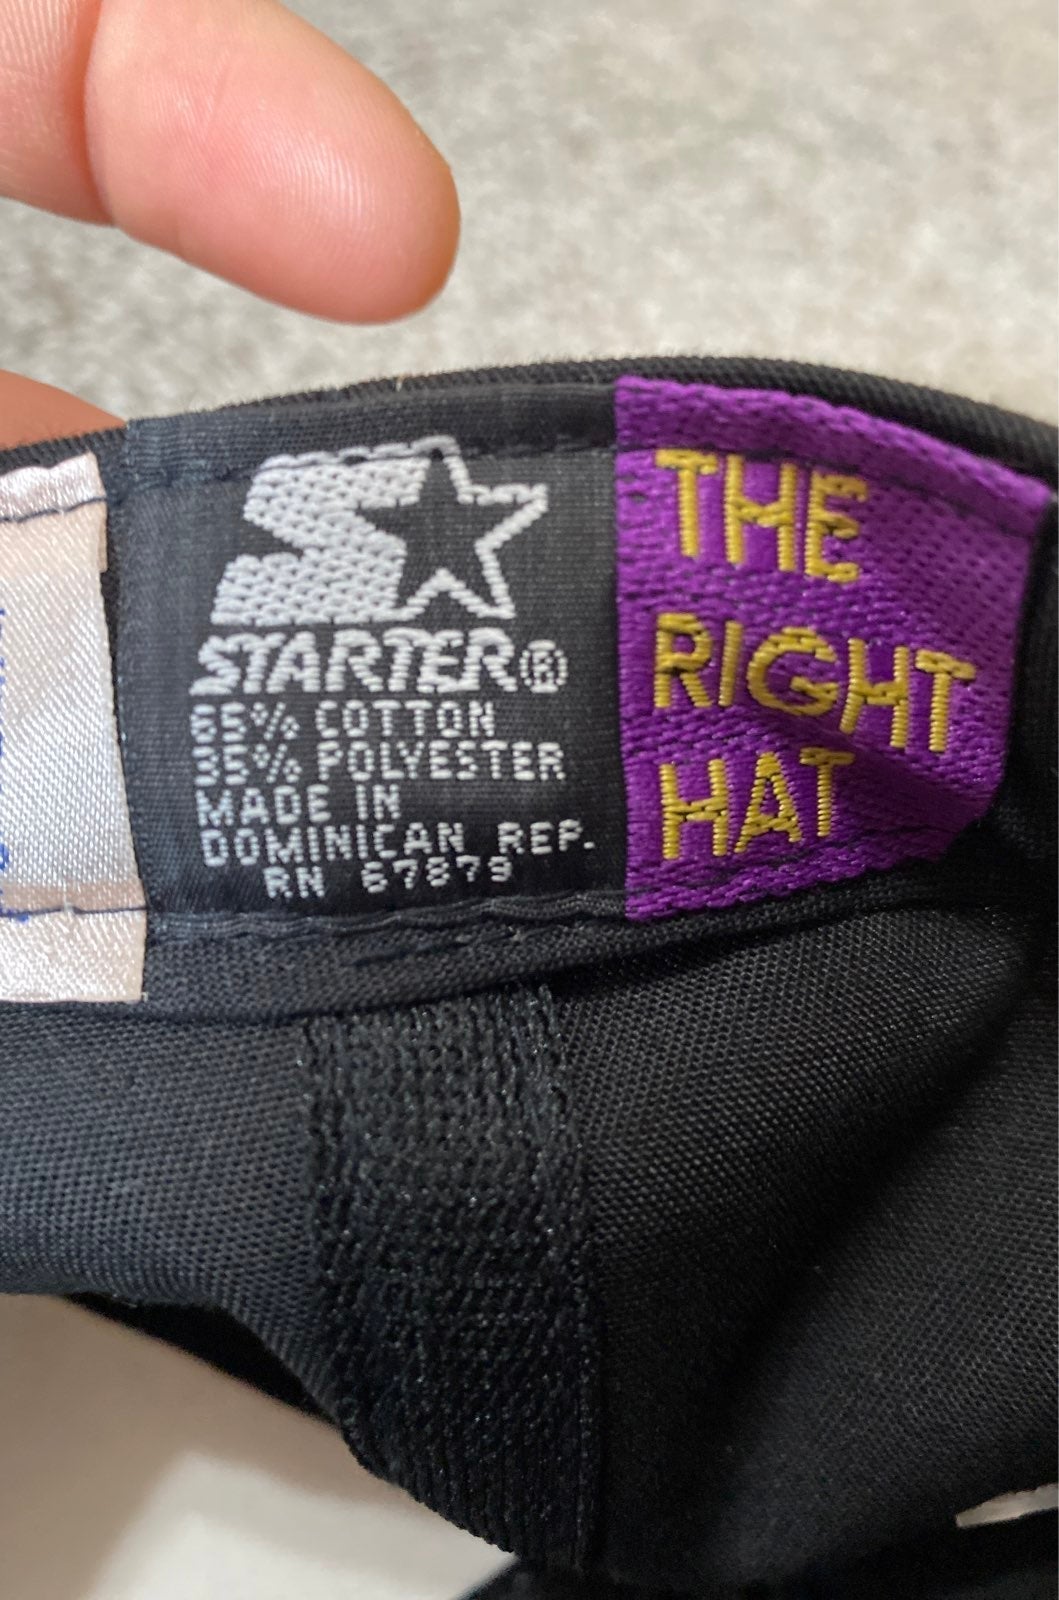 STARTER®
65% COTTON
35% POLYESTER
MADE IN
DOMINICAN REP.
RN 67879
THE
RIGHT
HAT